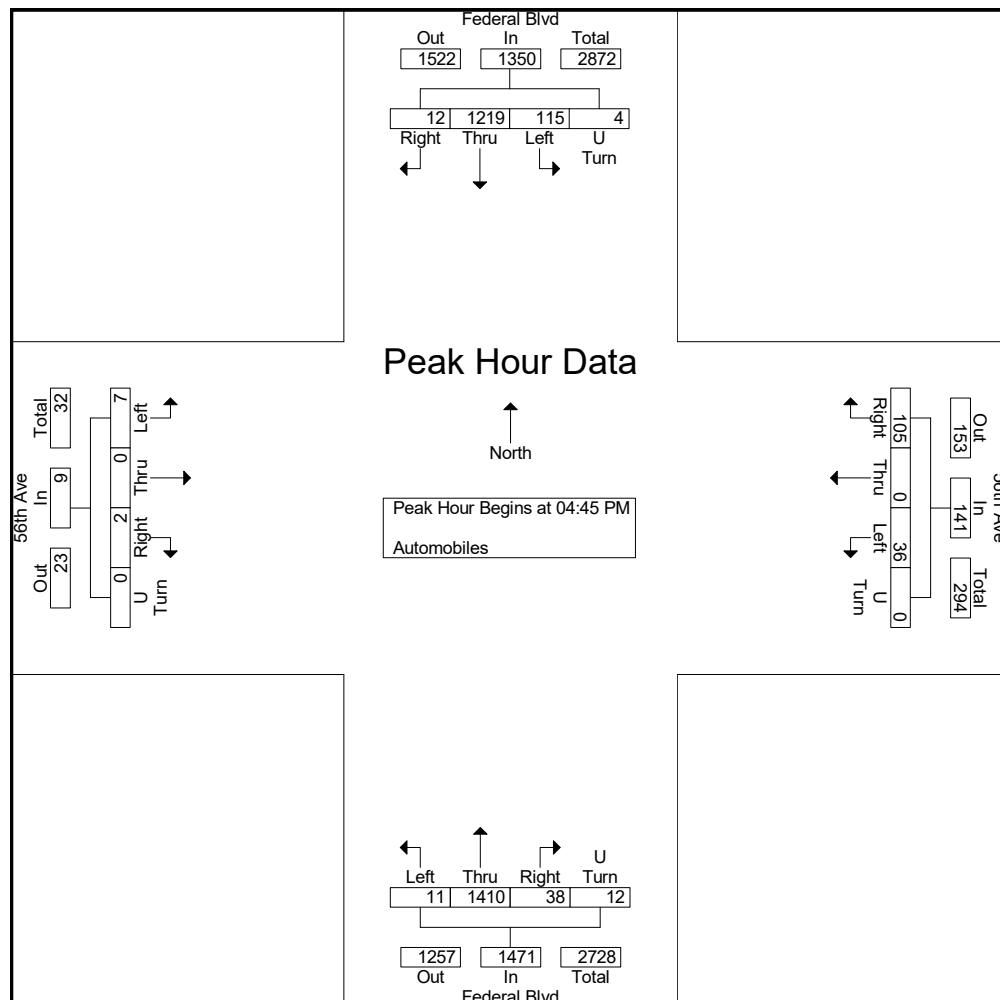 Federal Blvd
Out In Total
1522 1350 2872
12 1219 115 4
Right Thru Left U
Turn
Peak Hour Data
North
Peak Hour Begins at 04:45 PM
Automobiles
56th Ave
Total In Out
32 9 23
7 0 2 0
Left Thru Right U
Turn
Out In Total
153 141 294
105 0 36 0
Right Thru Left U
Turn
U
Left Thru Right Turn
11 1410 38 12
1257 1471 2728
Out In Total
Federal Blvd